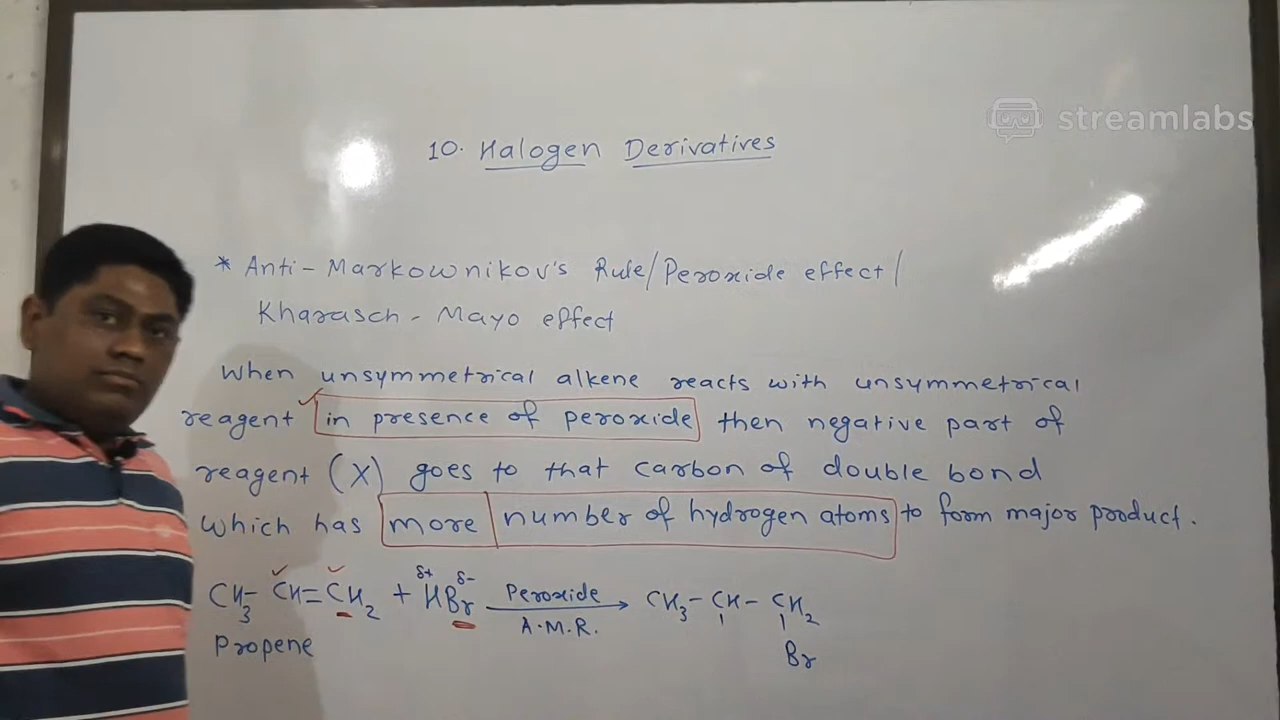 streamlabs
10. Halogen Derivatives
* Anti-Markownikov's Rule/Peroxide effect/
Kharasch-Mayo effect
When unsymmetrical alkene reacts with unsymmetrical
reagent in presence of peroxide then negative part of
reagent (X) goes to that carbon of double bond
which has more number of hydrogen atoms to form major product.
CH3-CH=CH2 + Hδ+Brδ- Peroxide A.M.R. → CH3-CH-CH2
Propene Br